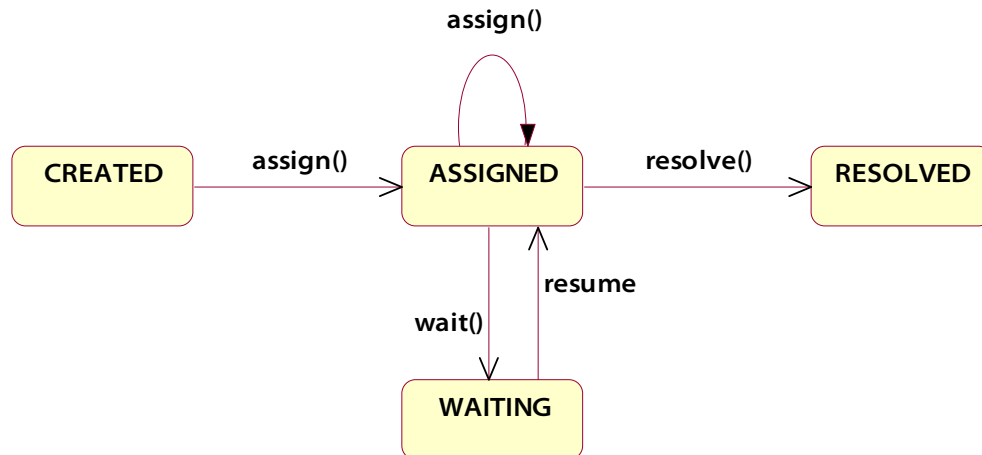 assign()
CREATED
assign()
ASSIGNED
resolve()
RESOLVED
resume
wait()
WAITING